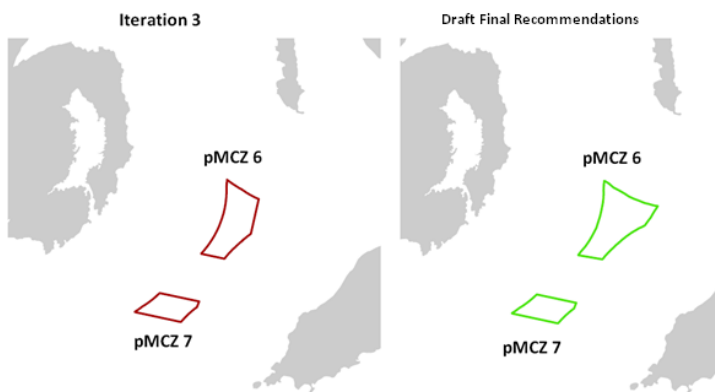 Iteration 3
pMCZ 6
pMCZ 7
Draft Final Recommendations
pMCZ 6
pMCZ 7